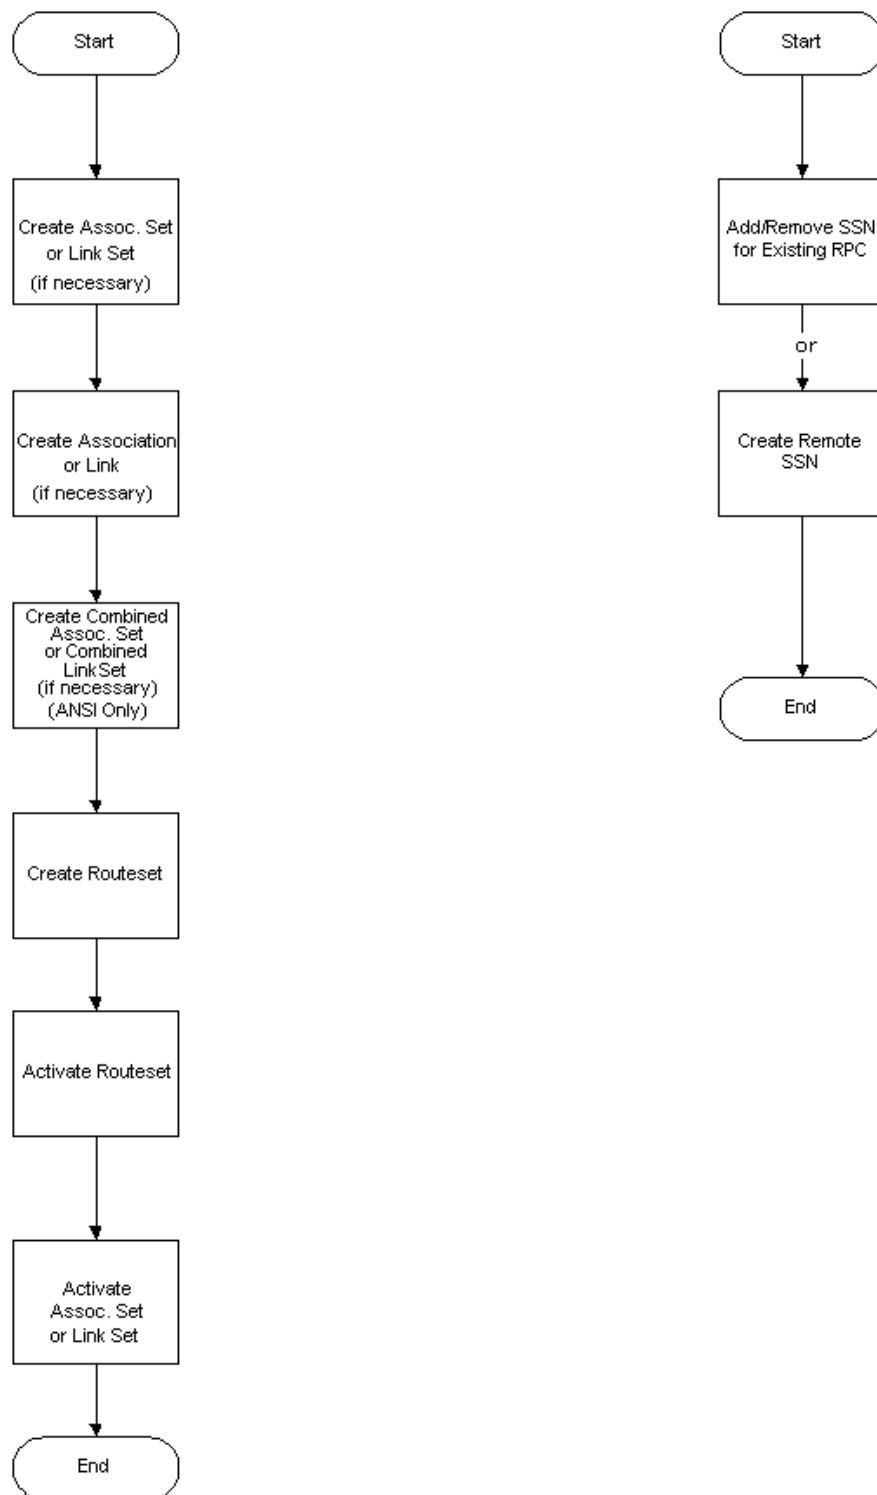 Start
Create Assoc. Set
or Link Set
(if necessary)
Create Association
or Link
(if necessary)
Create Combined
Assoc. Set
or Combined
LinkSet
(if necessary)
(ANSI Only)
Create Routeset
Activate Routeset
Activate
Assoc. Set
or Link Set
End
Start
Add/Remove SSN
for Existing RPC
or
Create Remote
SSN
End